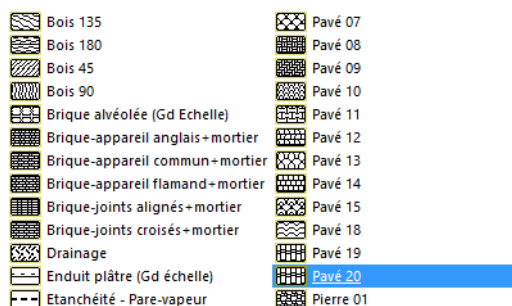 Bois 135
Bois 180
Bois 45
Bois 90
Brique alvéolée (Gd Echelle)
Brique-appareil anglais+mortier
Brique-appareil commun+mortier
Brique-appareil flamand+mortier
Brique-joints alignés+mortier
Brique-joints croisés+mortier
Drainage
Enduit plâtre (Gd échelle)
Etanchéité - Pare-vapeur
Pavé 07
Pavé 08
Pavé 09
Pavé 10
Pavé 11
Pavé 12
Pavé 13
Pavé 14
Pavé 15
Pavé 18
Pavé 19
Pavé 20
Pierre 01